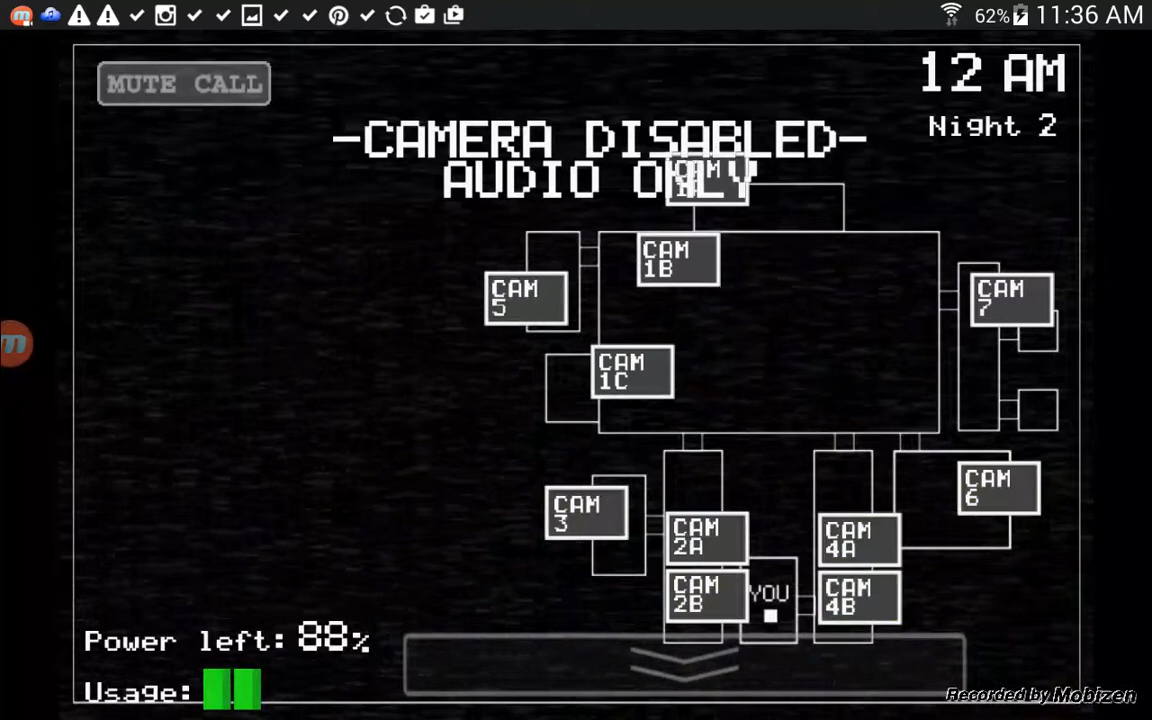 62% 11:36 AM
MUTE CALL
12 AM
Night 2
-CAMERA DISABLED-
AUDIO ONLY
CAM
1B
CAM
5
CAM
7
CAM
1C
CAM
6
CAM
3
CAM
2A
CAM
4A
CAM
2B
YOU
CAM
4B
Power left: 88%
Usage:
Recorded by Mobizen